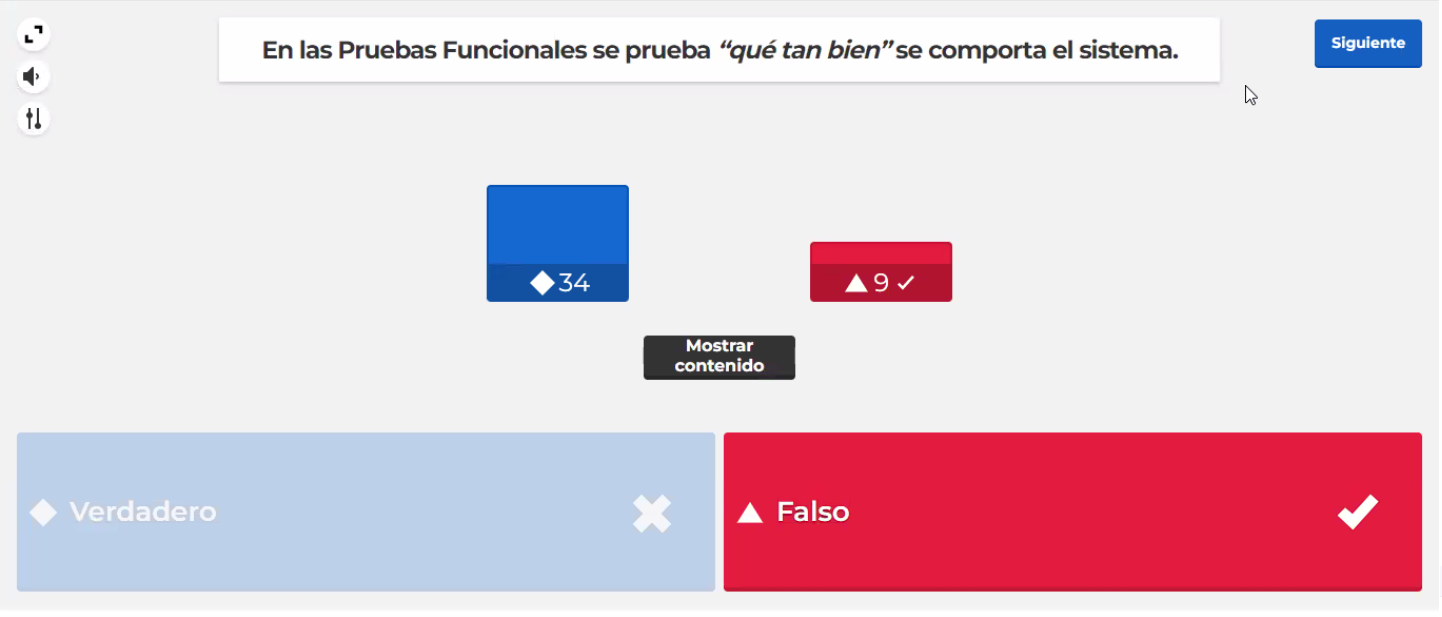 En las Pruebas Funcionales se prueba “qué tan bien” se comporta el sistema.
Siguiente
34
9
Mostrar
contenido
Verdadero
Falso